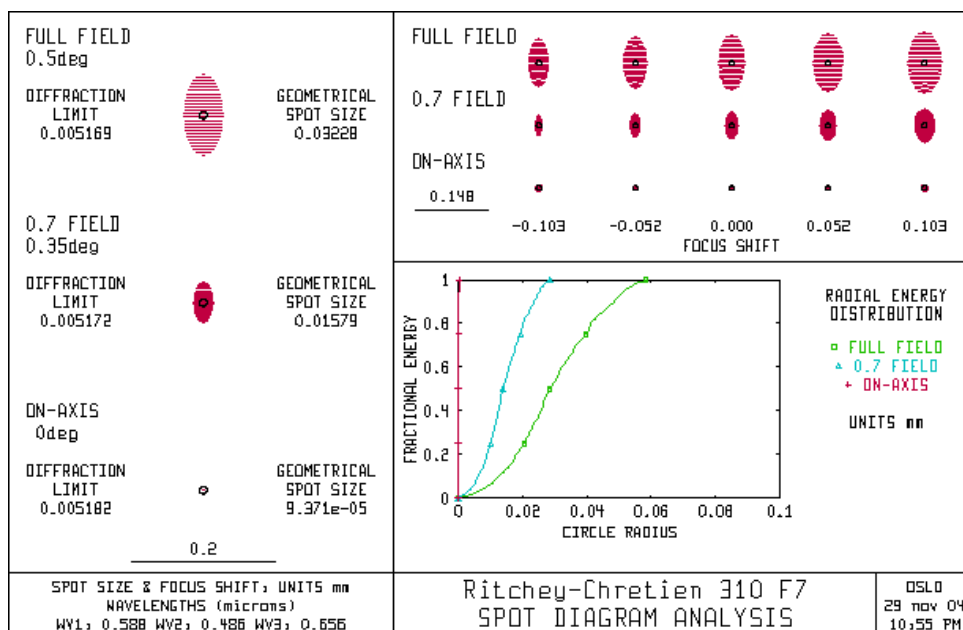 FULL FIELD
0.5deg
DIFFRACTION
LIMIT
0.005169
GEOMETRICAL
SPOT SIZE
0.03228
0.7 FIELD
0.35deg
DIFFRACTION
LIMIT
0.005172
GEOMETRICAL
SPOT SIZE
0.01579
ON-AXIS
0deg
DIFFRACTION
LIMIT
0.005182
GEOMETRICAL
SPOT SIZE
9.371e-05
0.2
FULL FIELD
0.7 FIELD
ON-AXIS
0.148
-0.103 -0.052 0.000 0.052 0.103
FOCUS SHIFT
1
0.8
0.6
0.4
0.2
0
FRACTIONAL ENERGY
0 0.02 0.04 0.06 0.08 0.1
CIRCLE RADIUS
RADIAL ENERGY
DISTRIBUTION
FULL FIELD
0.7 FIELD
ON-AXIS
UNITS mm
SPOT SIZE & FOCUS SHIFT: UNITS mm
WAVELENGTHS (microns)
WV1: 0.588 WV2: 0.486 WV3: 0.656
Ritchey-Chretien 310 F7
SPOT DIAGRAM ANALYSIS
OSLO
29 nov 04
10:55 PM